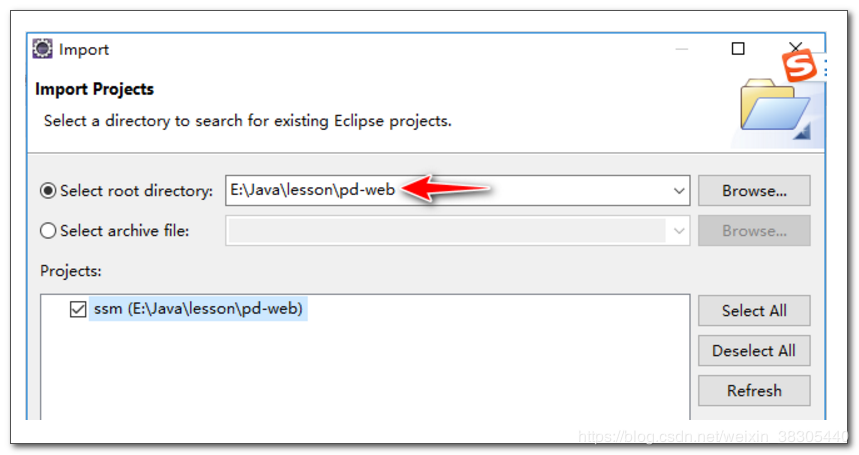 Import
Import Projects
Select a directory to search for existing Eclipse projects.
Select root directory: E:\Java\lesson\pd-web Browse...
Select archive file: Browse...
Projects:
ssm (E:\Java\lesson\pd-web)
Select All
Deselect All
Refresh
https://blog.csdn.net/weixin_38305440